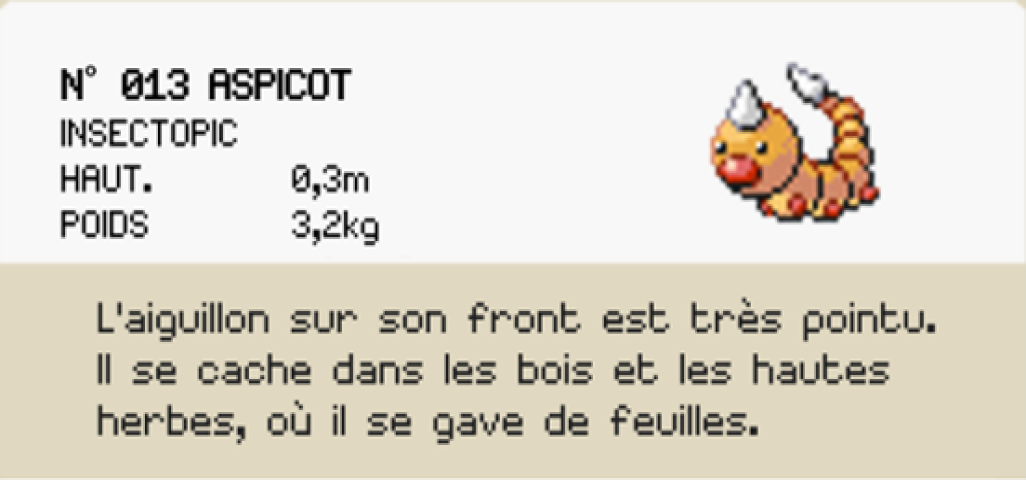 N° 013 ASPICOT
INSECTOPIC
HAUT. 0,3m
POIDS 3,2kg
L'aiguillon sur son front est très pointu.
Il se cache dans les bois et les hautes
herbes, où il se gave de feuilles.